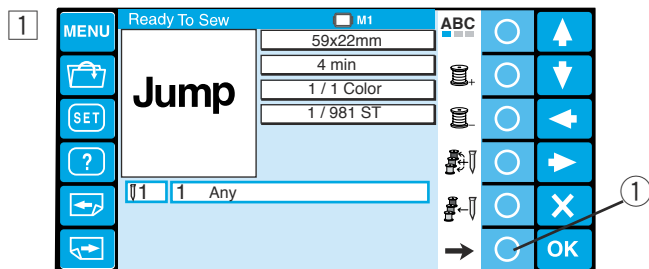 1
MENU
Ready To Sew
M1
ABC
59x22mm
4 min
1 / 1 Color
1 / 981 ST
Jump
SET
?
1
1 Any
1
X
OK